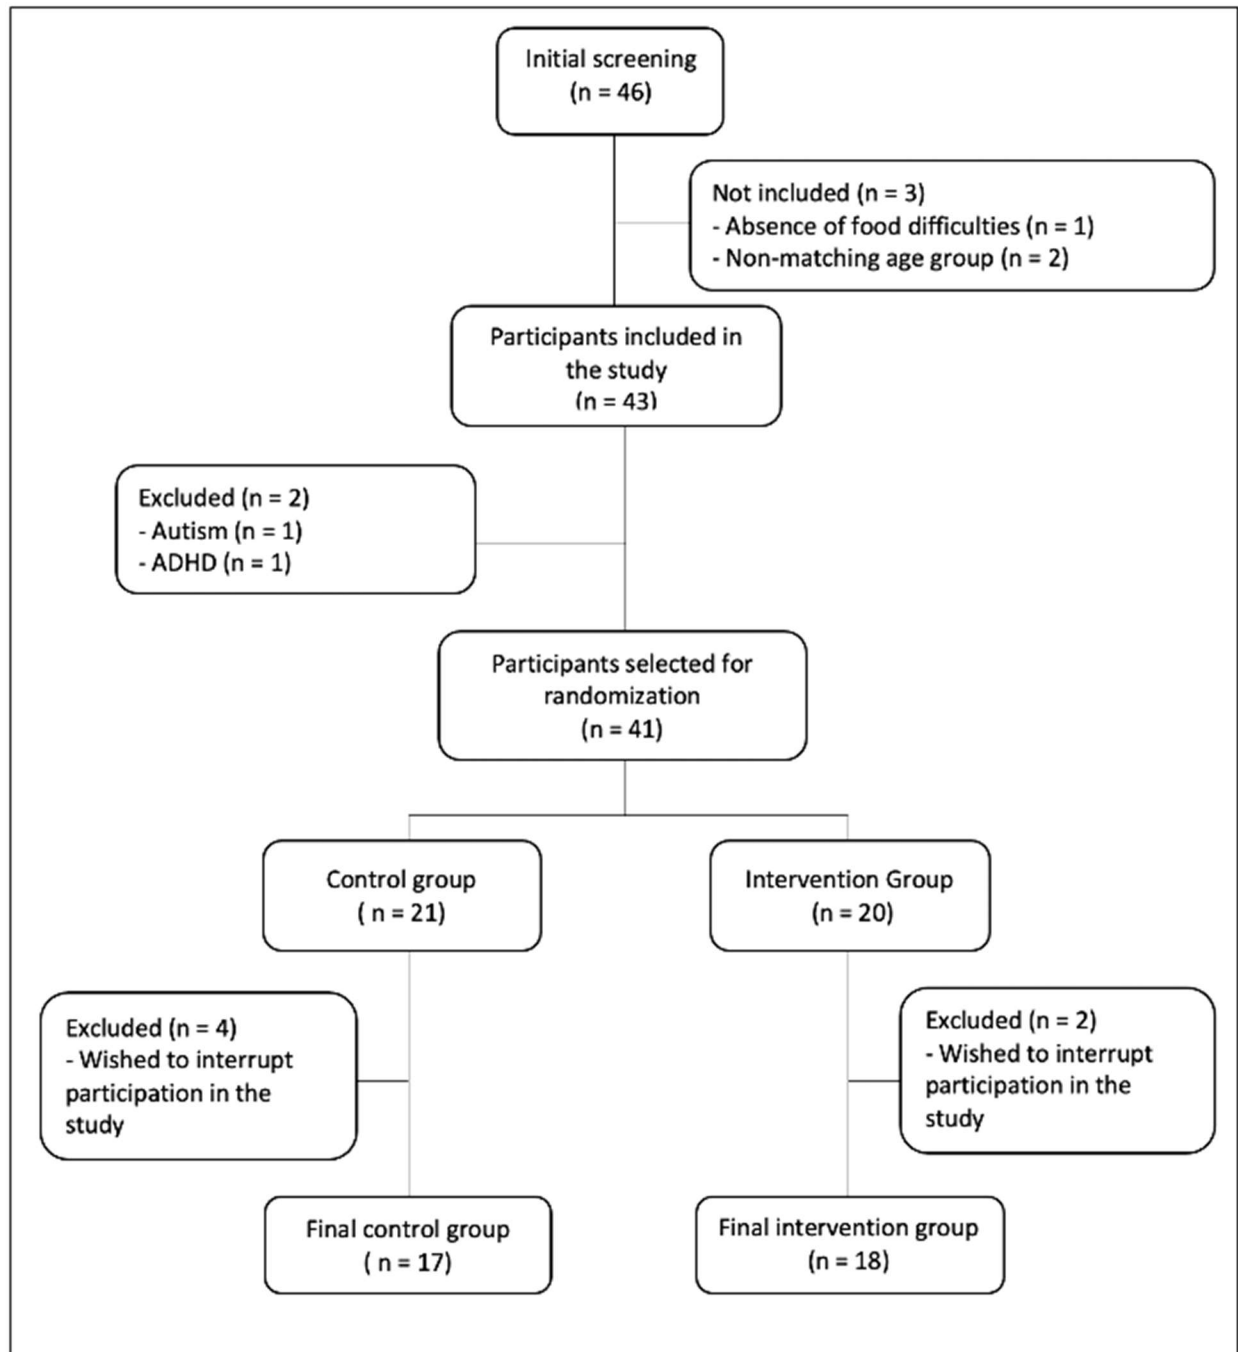 Initial screening
(n = 46)
Not included (n = 3)
- Absence of food difficulties (n = 1)
- Non-matching age group (n = 2)
Participants included in
the study
(n = 43)
Excluded (n = 2)
- Autism (n = 1)
- ADHD (n = 1)
Participants selected for
randomization
(n = 41)
Control group
( n = 21)
Intervention Group
(n = 20)
Excluded (n = 4)
- Wished to interrupt
participation in the
study
Excluded (n = 2)
- Wished to interrupt
participation in the
study
Final control group
( n = 17)
Final intervention group
(n = 18)